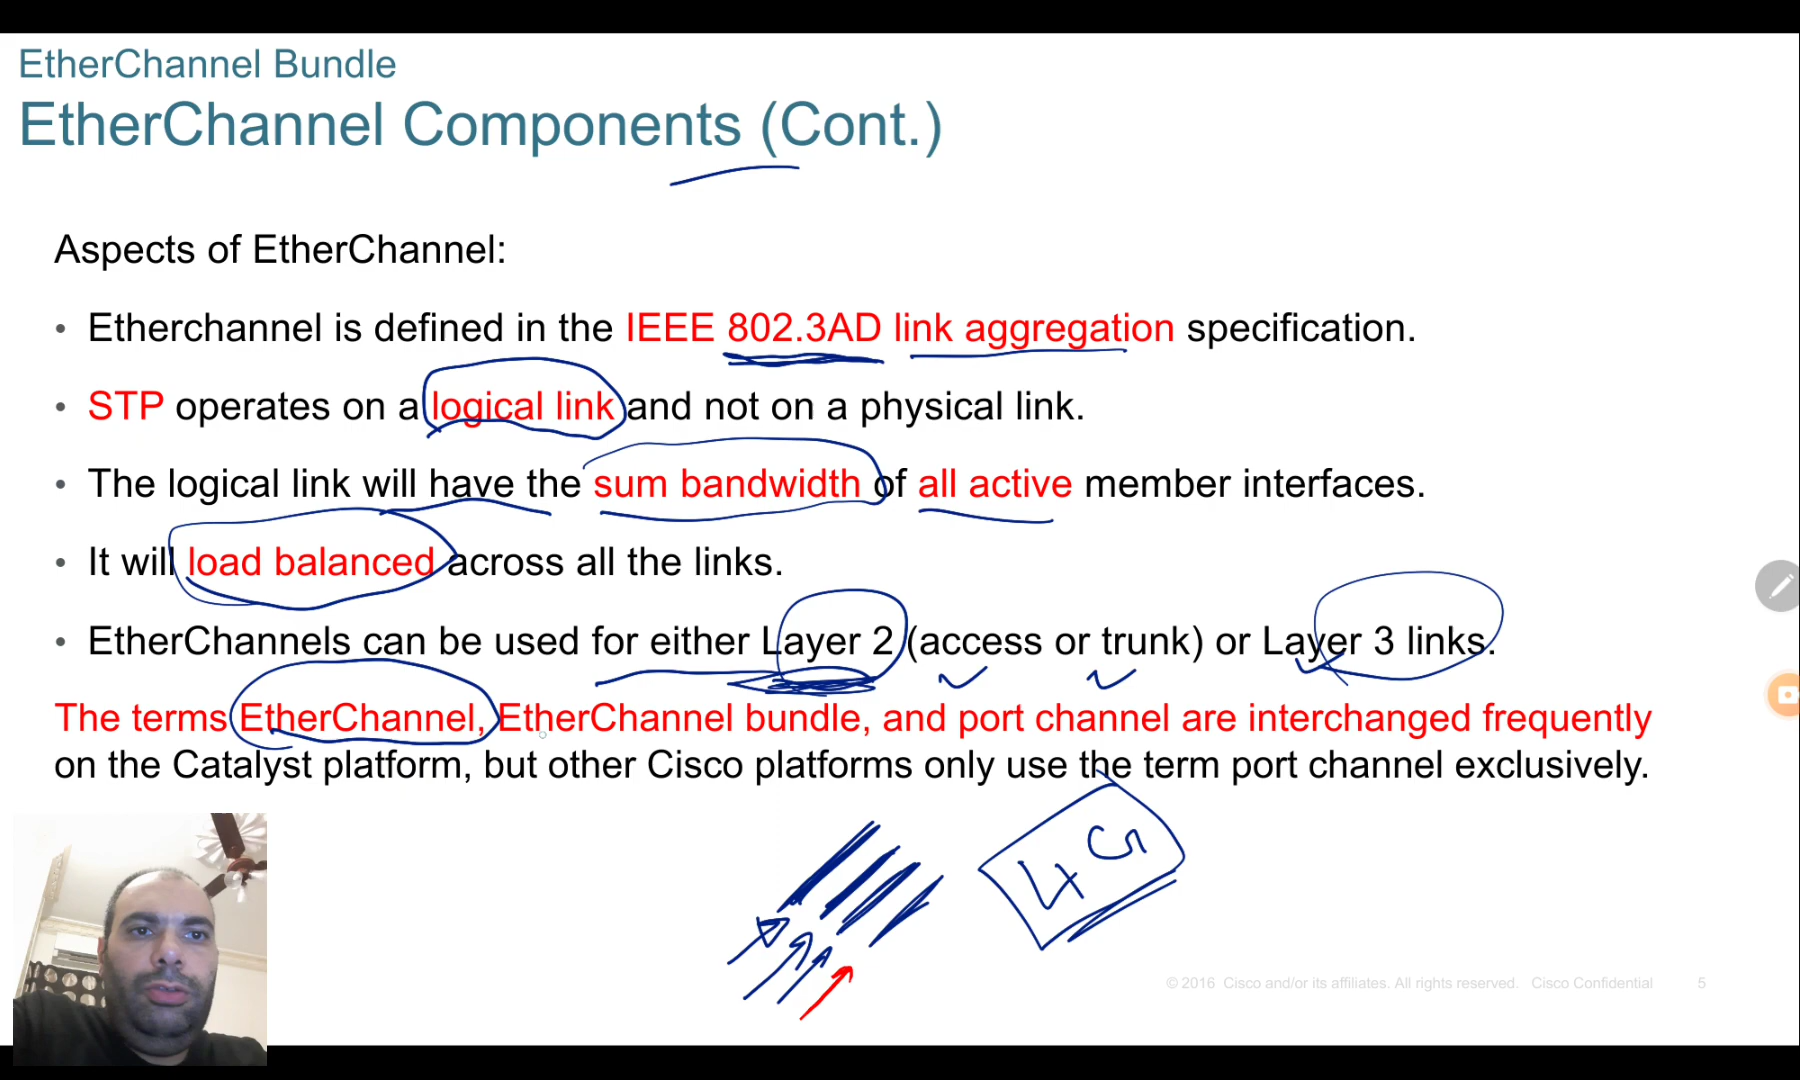 EtherChannel Bundle
EtherChannel Components (Cont.)
Aspects of EtherChannel:
• Etherchannel is defined in the IEEE 802.3AD link aggregation specification.
• STP operates on a logical link and not on a physical link.
• The logical link will have the sum bandwidth of all active member interfaces.
• It will load balanced across all the links.
• EtherChannels can be used for either Layer 2 (access or trunk) or Layer 3 links.
The terms EtherChannel, EtherChannel bundle, and port channel are interchanged frequently
on the Catalyst platform, but other Cisco platforms only use the term port channel exclusively.
4G
© 2016 Cisco and/or its affiliates. All rights reserved. Cisco Confidential 5